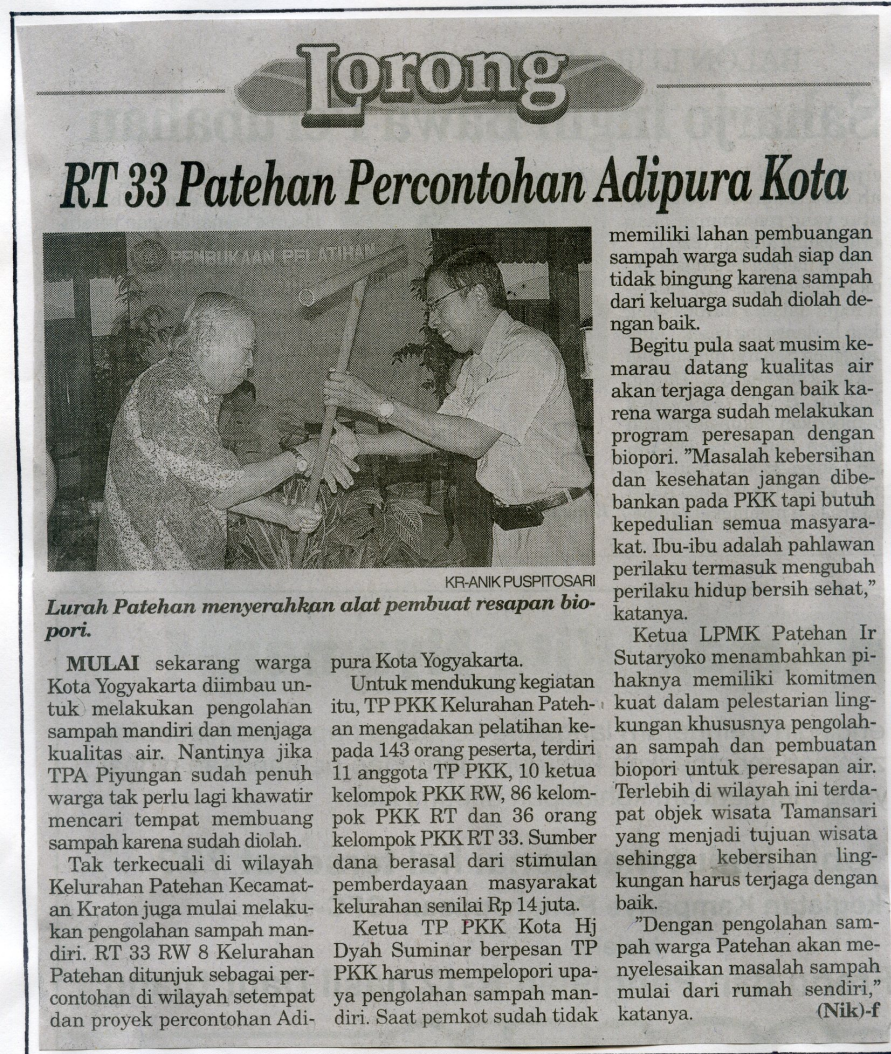 Lorong
RT 33 Patehan Percontohan Adipura Kota
PEMBUKAAN PELATIHAN
KR-ANIK PUSPITOSARI
Lurah Patehan menyerahkan alat pembuat resapan bio-
pori.
MULAI sekarang warga
Kota Yogyakarta diimbau un-
tuk melakukan pengolahan
sampah mandiri dan menjaga
kualitas air. Nantinya jika
TPA Piyungan sudah penuh
warga tak perlu lagi khawatir
mencari tempat membuang
sampah karena sudah diolah.
Tak terkecuali di wilayah
Kelurahan Patehan Kecamat-
an Kraton juga mulai melaku-
kan pengolahan sampah man-
diri. RT 33 RW 8 Kelurahan
Patehan ditunjuk sebagai per-
contohan di wilayah setempat
dan proyek percontohan Adi-
pura Kota Yogyakarta.
Untuk mendukung kegiatan
itu, TP PKK Kelurahan Pateh-
an mengadakan pelatihan ke-
pada 143 orang peserta, terdiri
11 anggota TP PKK, 10 ketua
kelompok PKK RW, 86 kelom-
pok PKK RT dan 36 orang
kelompok PKK RT 33. Sumber
dana berasal dari stimulan
pemberdayaan masyarakat
kelurahan senilai Rp 14 juta.
Ketua TP PKK Kota Hj
Dyah Suminar berpesan TP
PKK harus mempelopori upa-
ya pengolahan sampah man-
diri. Saat pemkot sudah tidak
memiliki lahan pembuangan
sampah warga sudah siap dan
tidak bingung karena sampah
dari keluarga sudah diolah de-
ngan baik.
Begitu pula saat musim ke-
marau datang kualitas air
akan terjaga dengan baik ka-
rena warga sudah melakukan
program peresapan dengan
biopori. "Masalah kebersihan
dan kesehatan jangan dibe-
bankan pada PKK tapi butuh
kepedulian semua masyara-
kat. Ibu-ibu adalah pahlawan
perilaku termasuk mengubah
perilaku hidup bersih sehat,"
katanya.
Ketua LPMK Patehan Ir
Sutaryoko menambahkan pi-
haknya memiliki komitmen
kuat dalam pelestarian ling-
kungan khususnya pengolah-
an sampah dan pembuatan
biopori untuk peresapan air.
Terlebih di wilayah ini terda-
pat objek wisata Tamansari
yang menjadi tujuan wisata
sehingga kebersihan ling-
kungan harus terjaga dengan
baik.
"Dengan pengolahan sam-
pah warga Patehan akan me-
nyelesaikan masalah sampah
mulai dari rumah sendiri,"
katanya. (Nik)-f